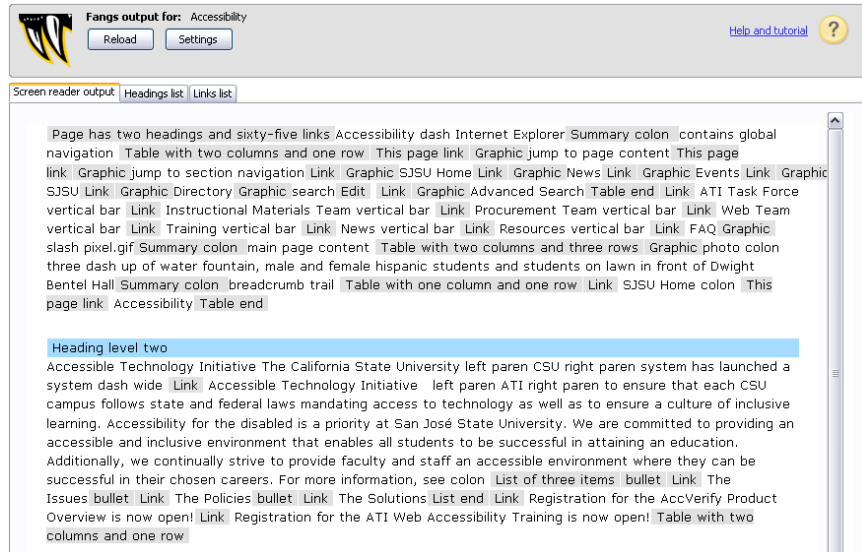 Fangs output for: Accessibility
Reload Settings
Help and tutorial ?
Screen reader output Headings list Links list
Page has two headings and sixty-five links Accessibility dash Internet Explorer Summary colon contains global
navigation Table with two columns and one row This page link Graphic jump to page content This page
link Graphic jump to section navigation Link Graphic SJSU Home Link Graphic News Link Graphic Events Link Graphic
SJSU Link Graphic Directory Graphic search Edit Link Graphic Advanced Search Table end Link ATI Task Force
vertical bar Link Instructional Materials Team vertical bar Link Procurement Team vertical bar Link Web Team
vertical bar Link Training vertical bar Link News vertical bar Link Resources vertical bar Link FAQ Graphic
slash pixel.gif Summary colon main page content Table with two columns and three rows Graphic photo colon
three dash up of water fountain, male and female hispanic students and students on lawn in front of Dwight
Bentel Hall Summary colon breadcrumb trail Table with one column and one row Link SJSU Home colon This
page link Accessibility Table end
Heading level two
Accessible Technology Initiative The California State University left paren CSU right paren system has launched a
system dash wide Link Accessible Technology Initiative left paren ATI right paren to ensure that each CSU
campus follows state and federal laws mandating access to technology as well as to ensure a culture of inclusive
learning. Accessibility for the disabled is a priority at San José State University. We are committed to providing an
accessible and inclusive environment that enables all students to be successful in attaining an education.
Additionally, we continually strive to provide faculty and staff an accessible environment where they can be
successful in their chosen careers. For more information, see colon List of three items bullet Link The
Issues bullet Link The Policies bullet Link The Solutions List end Link Registration for the AccVerify Product
Overview is now open! Link Registration for the ATI Web Accessibility Training is now open! Table with two
columns and one row